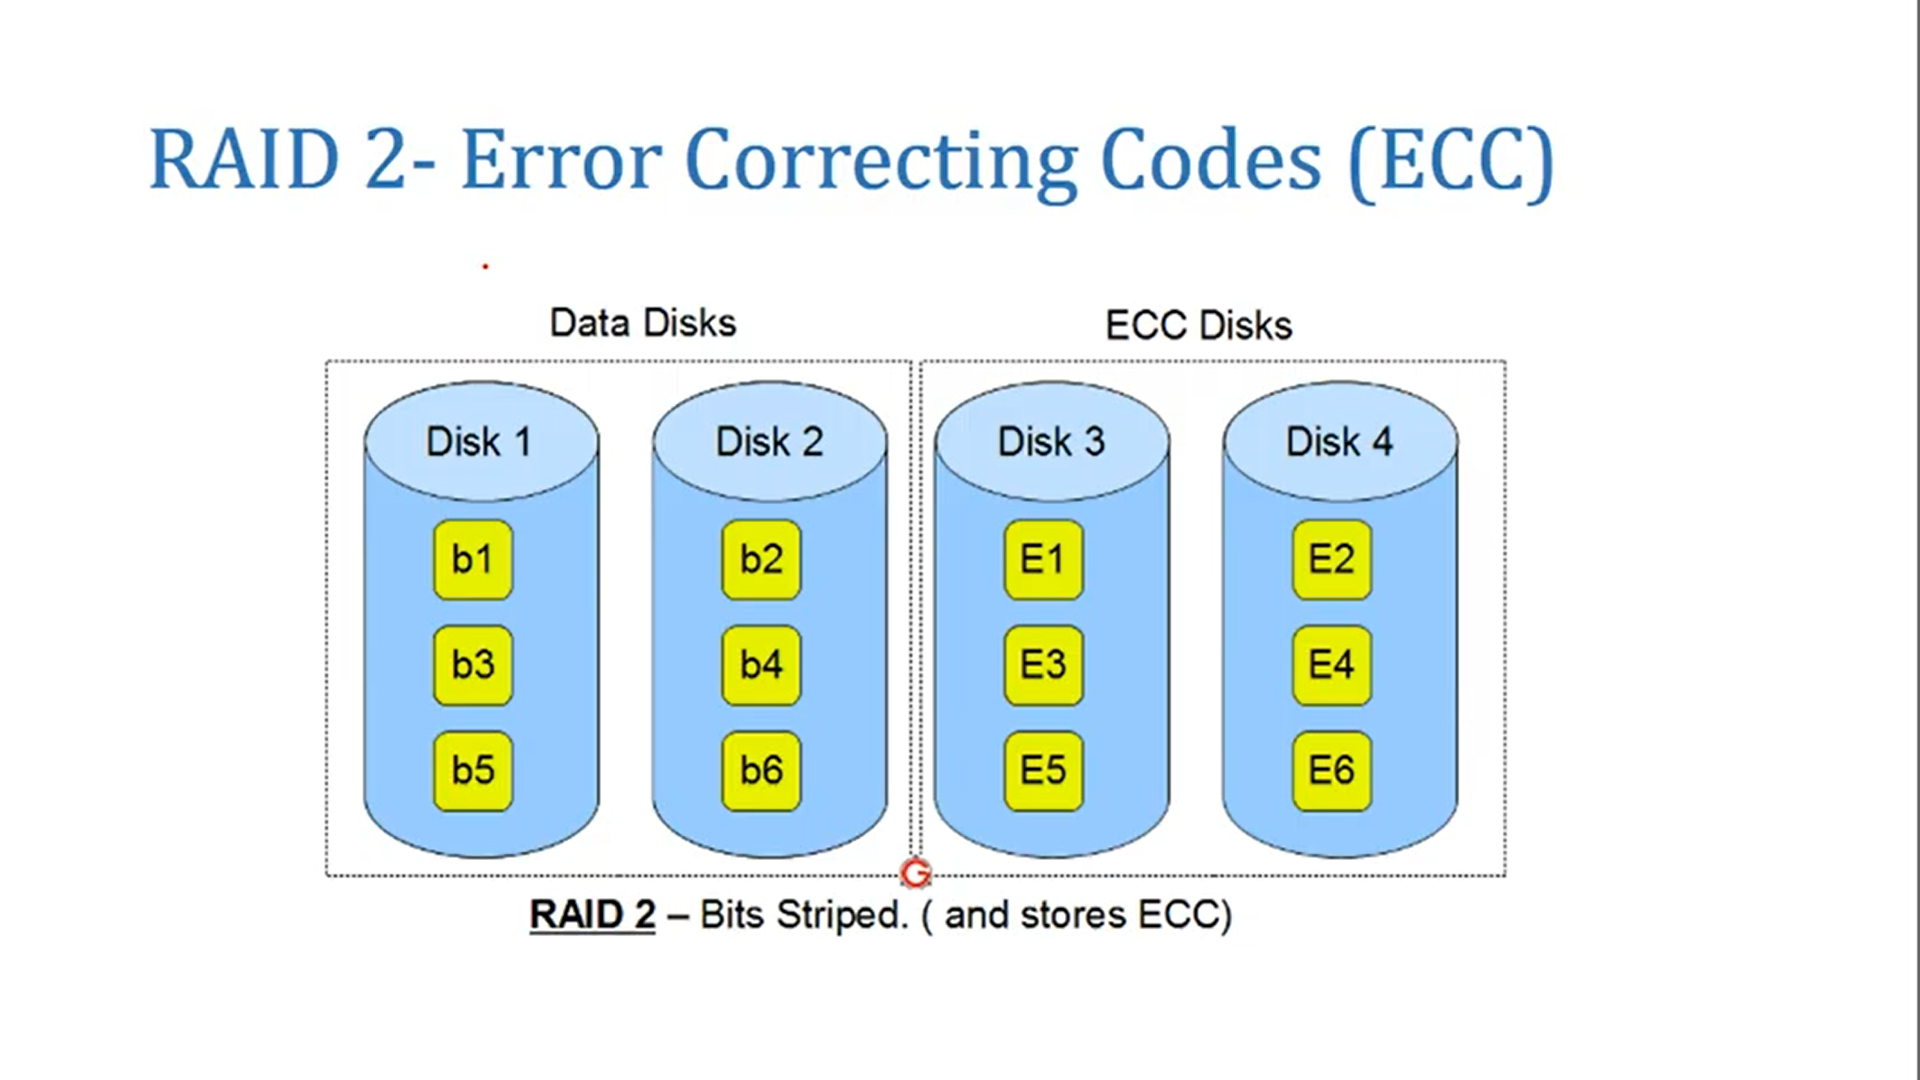 RAID 2- Error Correcting Codes (ECC)
Data Disks
ECC Disks
Disk 1
Disk 2
Disk 3
Disk 4
b1
b2
E1
E2
b3
b4
E3
E4
b5
b6
E5
E6
G
RAID 2 – Bits Striped. ( and stores ECC)